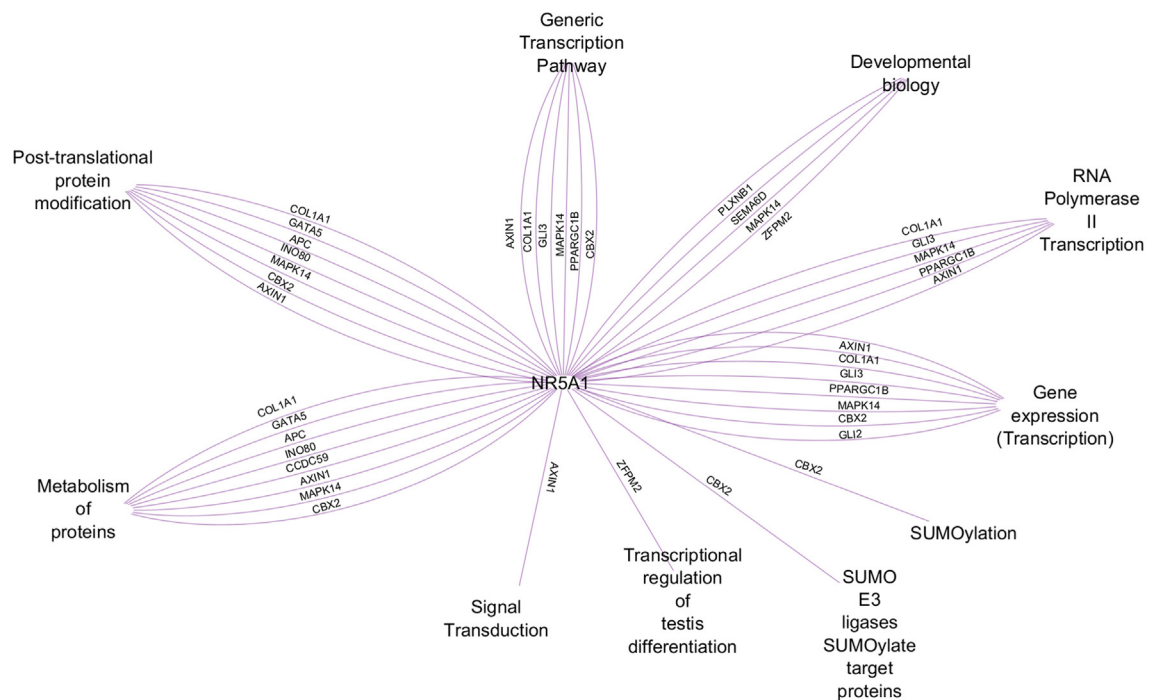 Generic
Transcription
Pathway
Developmental
biology
Post-translational
protein
modification
RNA
Polymerase
II
Transcription
COL1A1
GATA5
APC
INO80
MAPK14
CBX2
AXIN1
AXIN1
COL1A1
GLI3
MAPK14
PPARGC1B
CBX2
PLXNB1
SEMA6D
MAPK14
ZFPM2
COL1A1
GLI3
MAPK14
PPARGC1B
AXIN1
NR5A1
AXIN1
COL1A1
GLI3
PPARGC1B
MAPK14
CBX2
GLI2
Gene
expression
(Transcription)
COL1A1
GATA5
APC
INO80
CCDC59
AXIN1
MAPK14
CBX2
Metabolism
of
proteins
AXIN1
ZFPM2
CBX2
CBX2
SUMOylation
Signal
Transduction
Transcriptional
regulation
of
testis
differentiation
SUMO
E3
ligases
SUMOylate
target
proteins